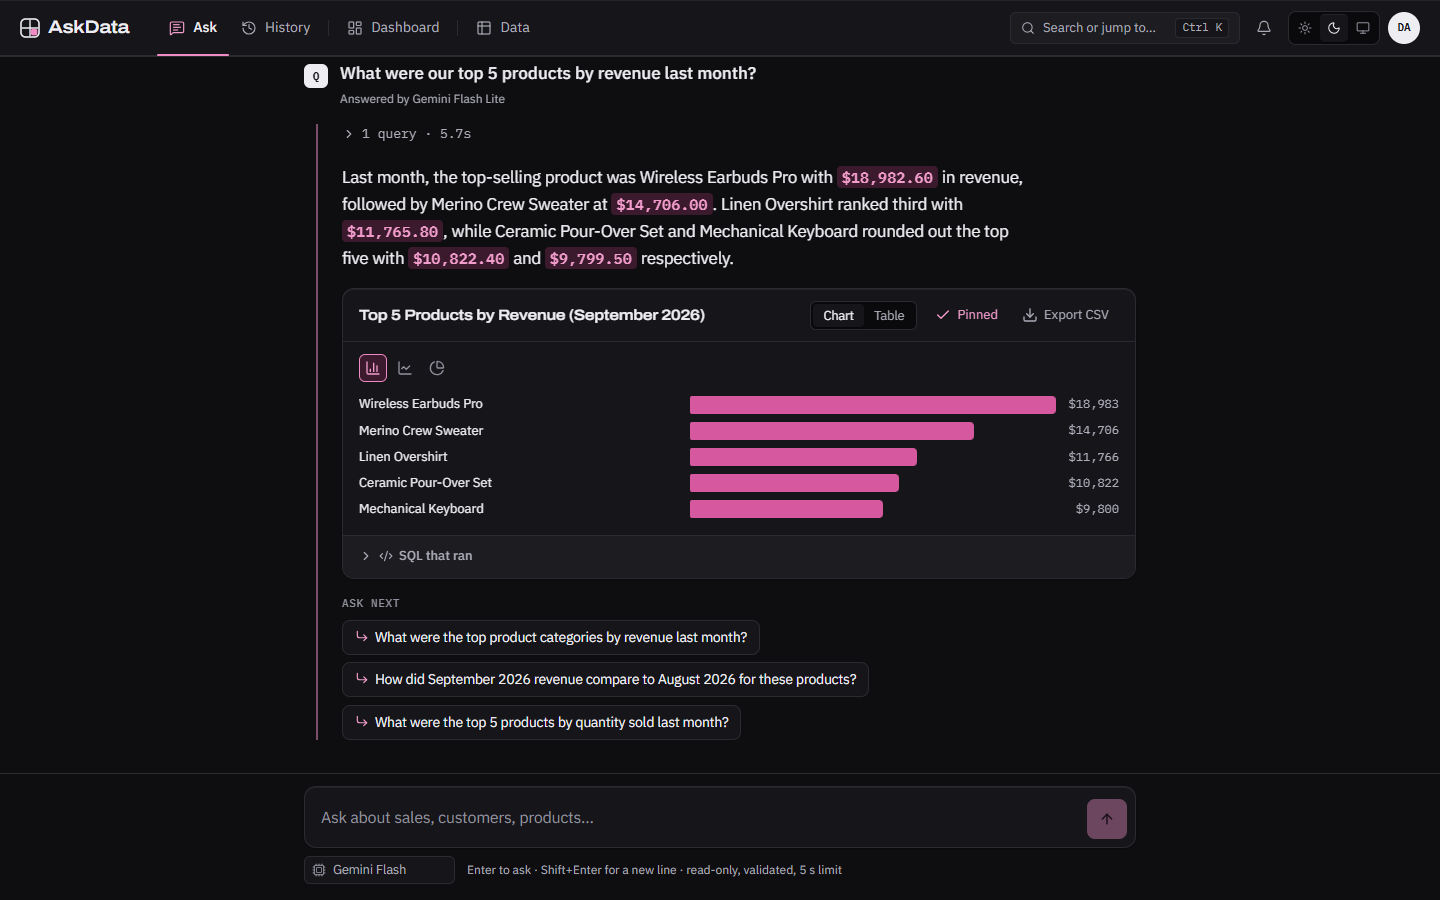 AskData
Ask
History
Dashboard
Data
Search or jump to...
Ctrl K
DA
Q
What were our top 5 products by revenue last month?
Answered by Gemini Flash Lite
1 query · 5.7s
Last month, the top-selling product was Wireless Earbuds Pro with $18,982.60 in revenue,
followed by Merino Crew Sweater at $14,706.00. Linen Overshirt ranked third with
$11,765.80, while Ceramic Pour-Over Set and Mechanical Keyboard rounded out the top
five with $10,822.40 and $9,799.50 respectively.
Top 5 Products by Revenue (September 2026)
Chart
Table
Pinned
Export CSV
Wireless Earbuds Pro $18,983
Merino Crew Sweater $14,706
Linen Overshirt $11,766
Ceramic Pour-Over Set $10,822
Mechanical Keyboard $9,800
</> SQL that ran
ASK NEXT
What were the top product categories by revenue last month?
How did September 2026 revenue compare to August 2026 for these products?
What were the top 5 products by quantity sold last month?
Ask about sales, customers, products...
Gemini Flash
Enter to ask · Shift+Enter for a new line · read-only, validated, 5 s limit